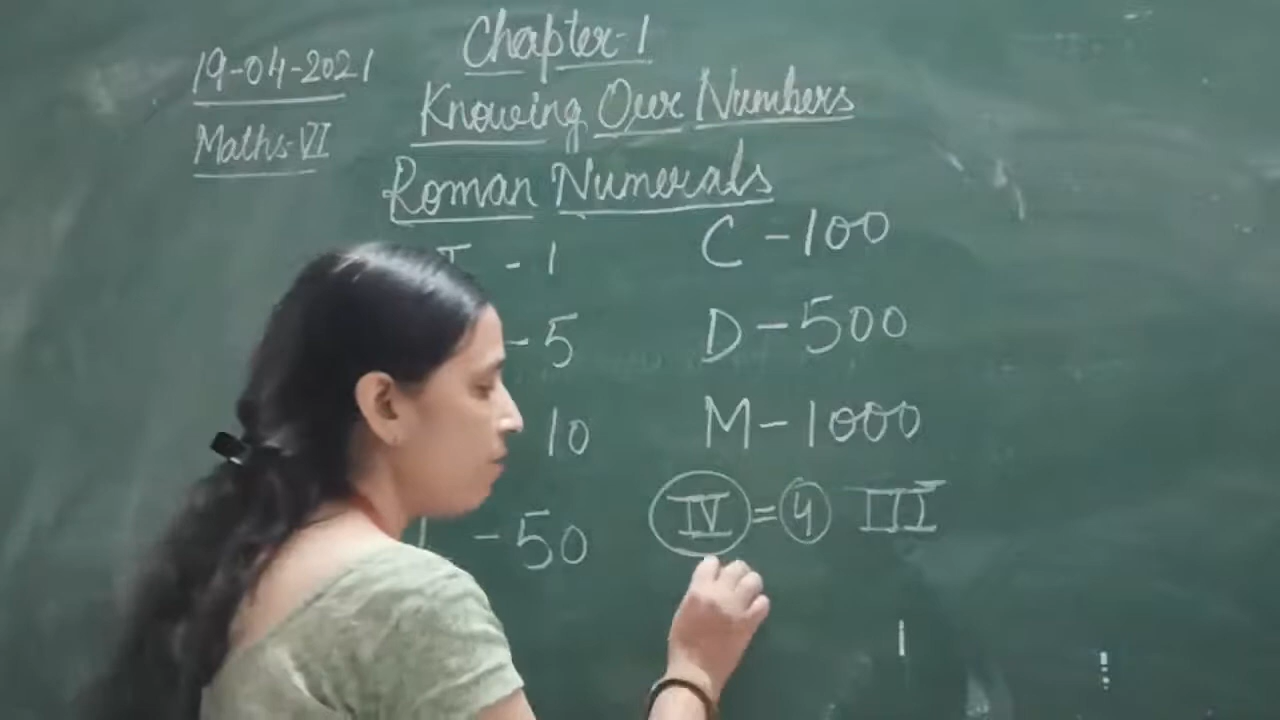 Chapter-1
19-04-2021
Knowing Our Numbers
Maths-VI
Roman Numerals
I - 1
C - 100
- 5
D - 500
10
M - 1000
L - 50
IV = 4 III